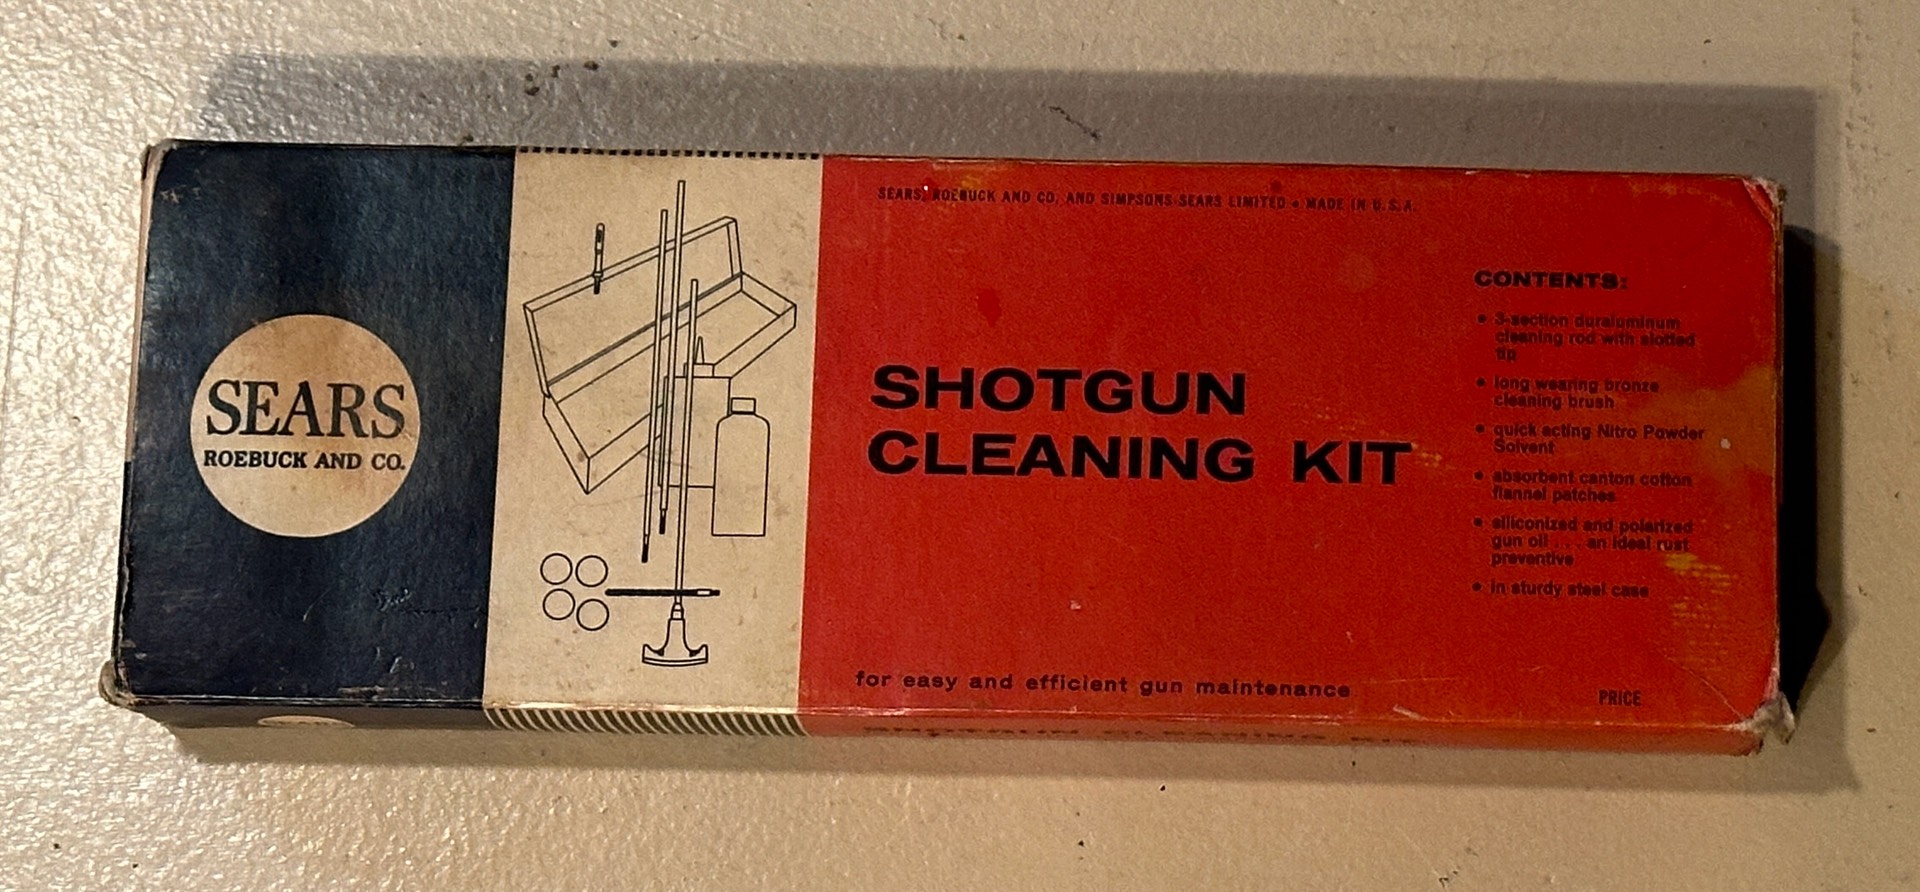 SEARS
ROEBUCK AND CO.
SEARS, ROEBUCK AND CO. AND SIMPSONS-SEARS LIMITED • MADE IN U.S.A.
SHOTGUN
CLEANING KIT
for easy and efficient gun maintenance
CONTENTS:
• 3-section duraluminum
cleaning rod with slotted
tip
• long wearing bronze
cleaning brush
• quick acting Nitro Powder
Solvent
• absorbent canton cotton
flannel patches
• siliconized and polarized
gun oil . . . an ideal rust
preventive
• in sturdy steel case
PRICE
SHOTGUN CLEANING KIT